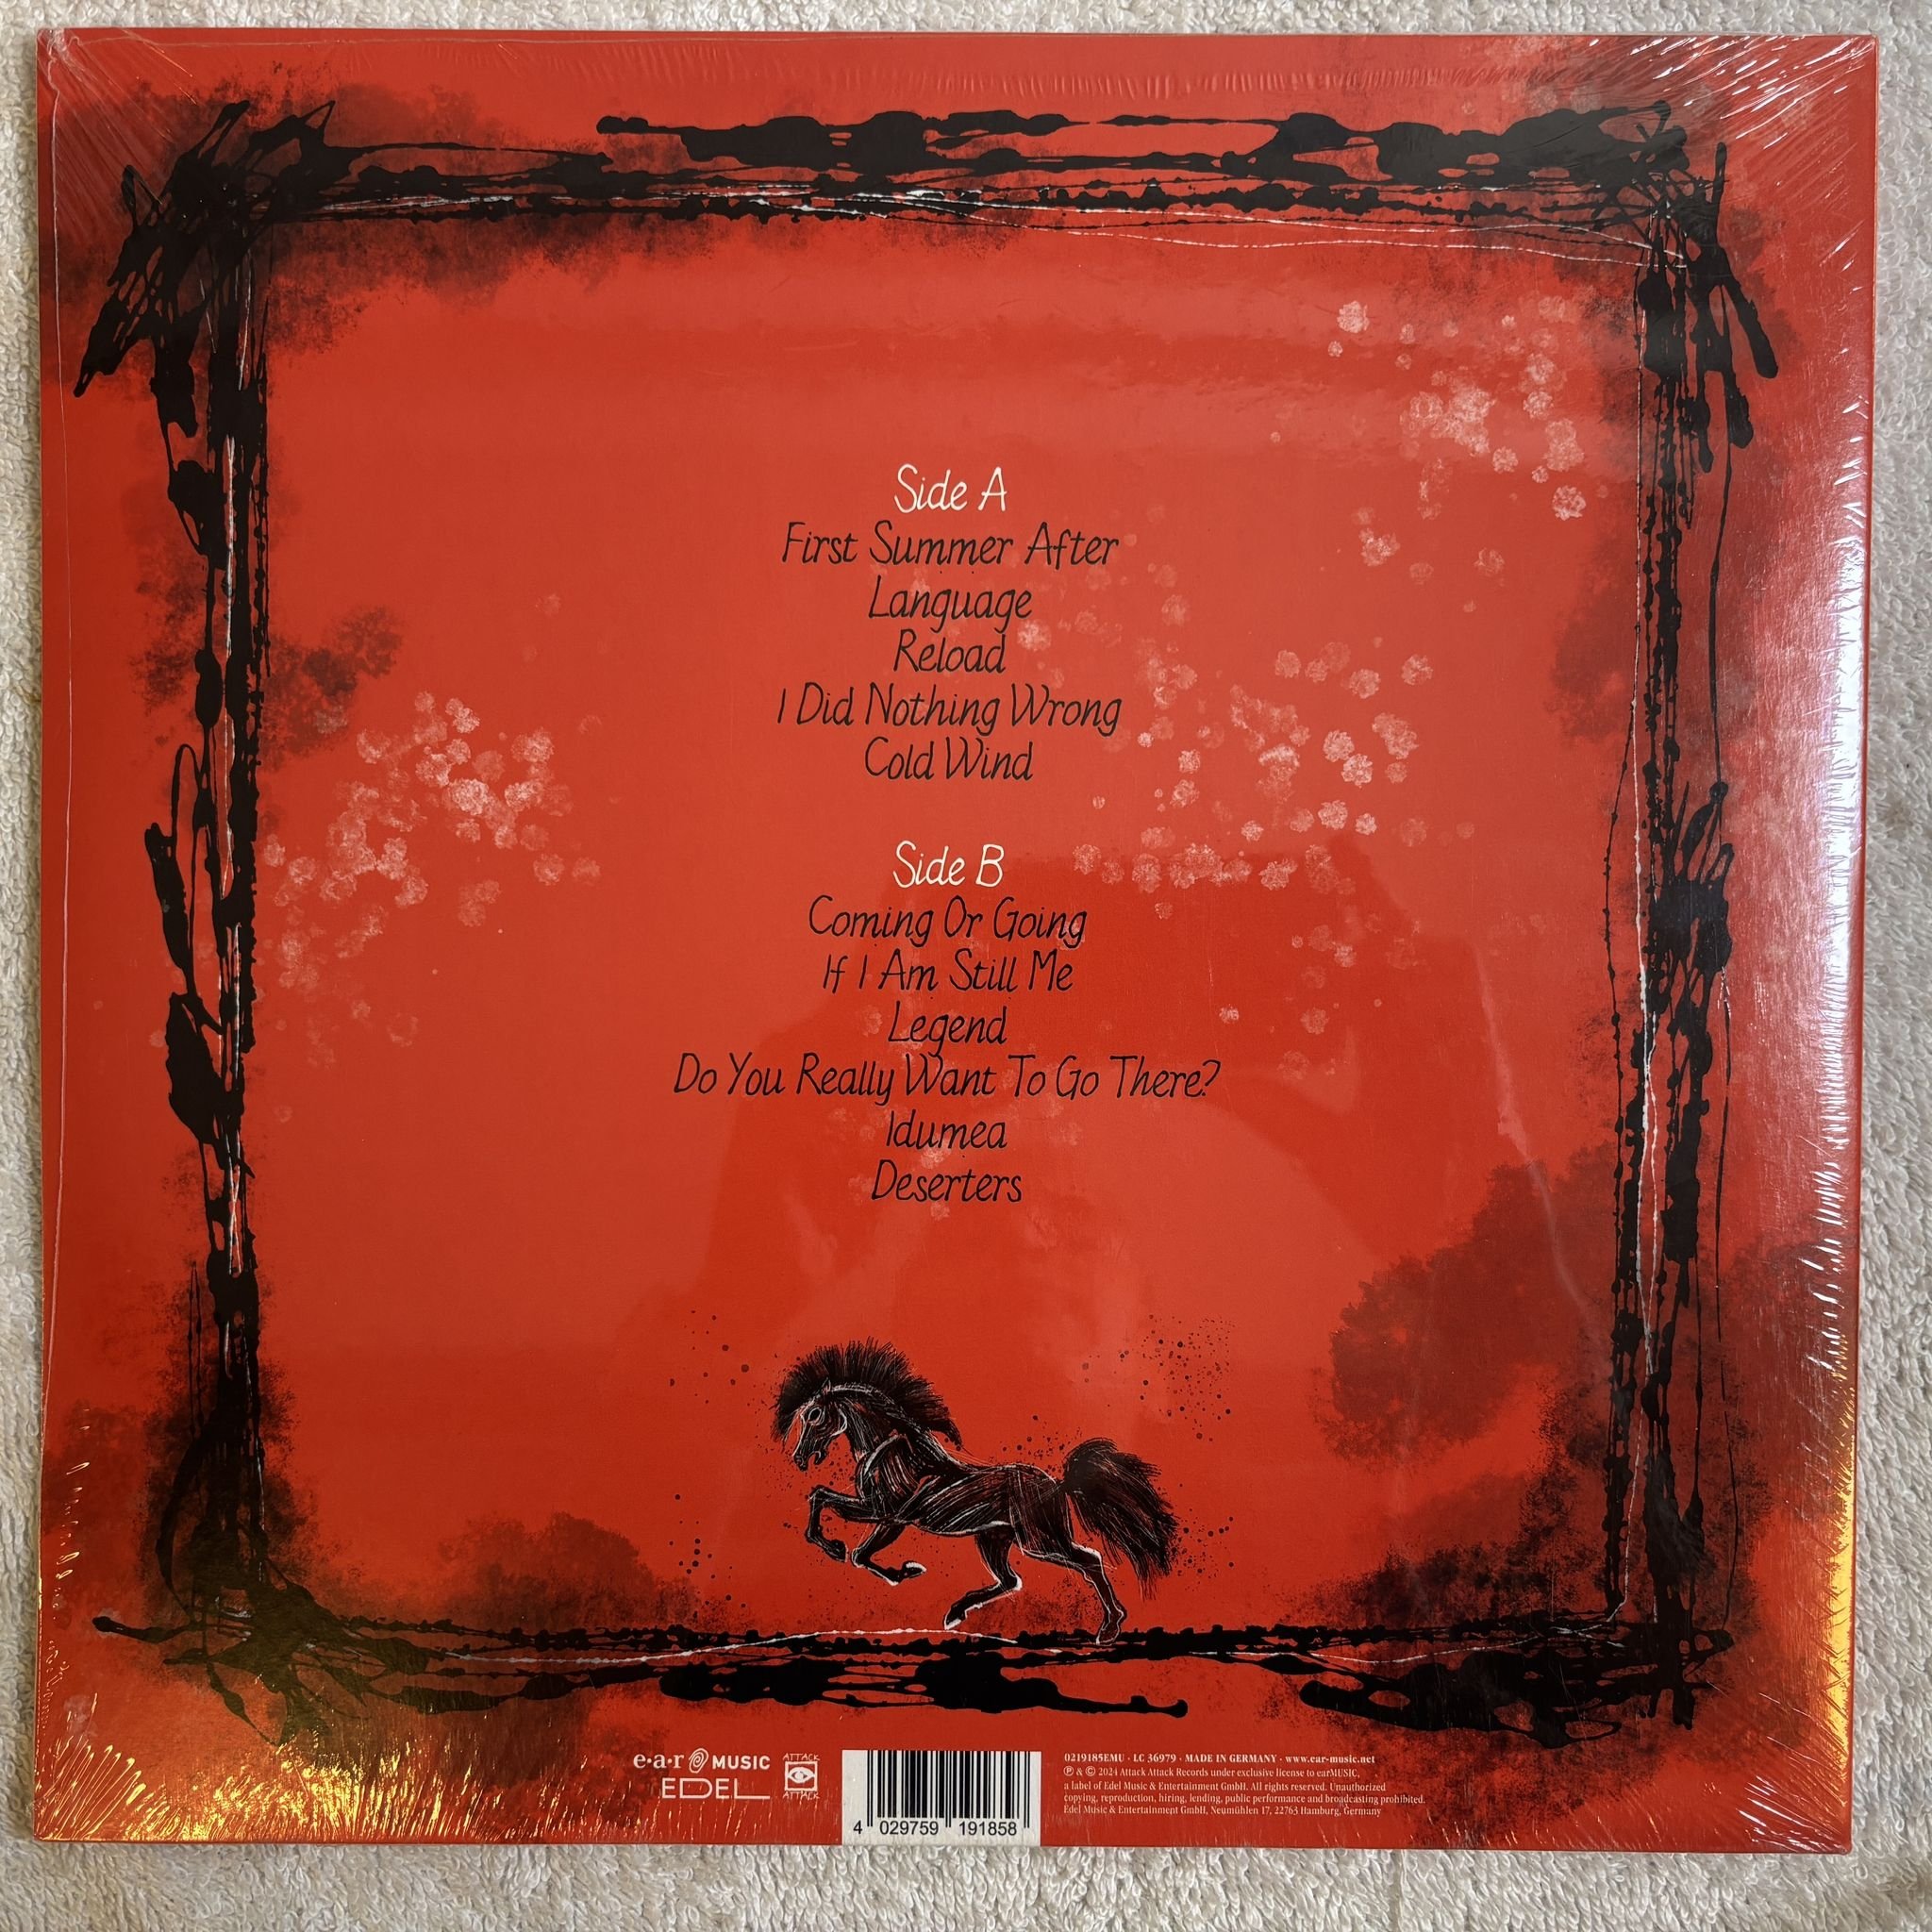 Side A
First Summer After
Language
Reload
I Did Nothing Wrong
Cold Wind
Side B
Coming Or Going
If I Am Still Me
Legend
Do You Really Want To Go There?
Idumea
Deserters
e·a·r MUSIC
EDEL
ATTACK
ATTACK
4 029759 191858
0219185EMU · LC 36979 · MADE IN GERMANY · www.ear-music.net
℗ & © 2024 Attack Attack Records under exclusive license to earMUSIC,
a label of Edel Music & Entertainment GmbH. All rights reserved. Unauthorized
copying, reproduction, hiring, lending, public performance and broadcasting prohibited.
Edel Music & Entertainment GmbH, Neumühlen 17, 22763 Hamburg, Germany